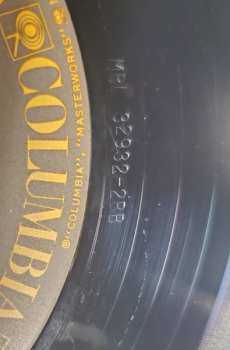 COLUMBIA
℗"COLUMBIA", "MASTERWORKS",
32932-2BB